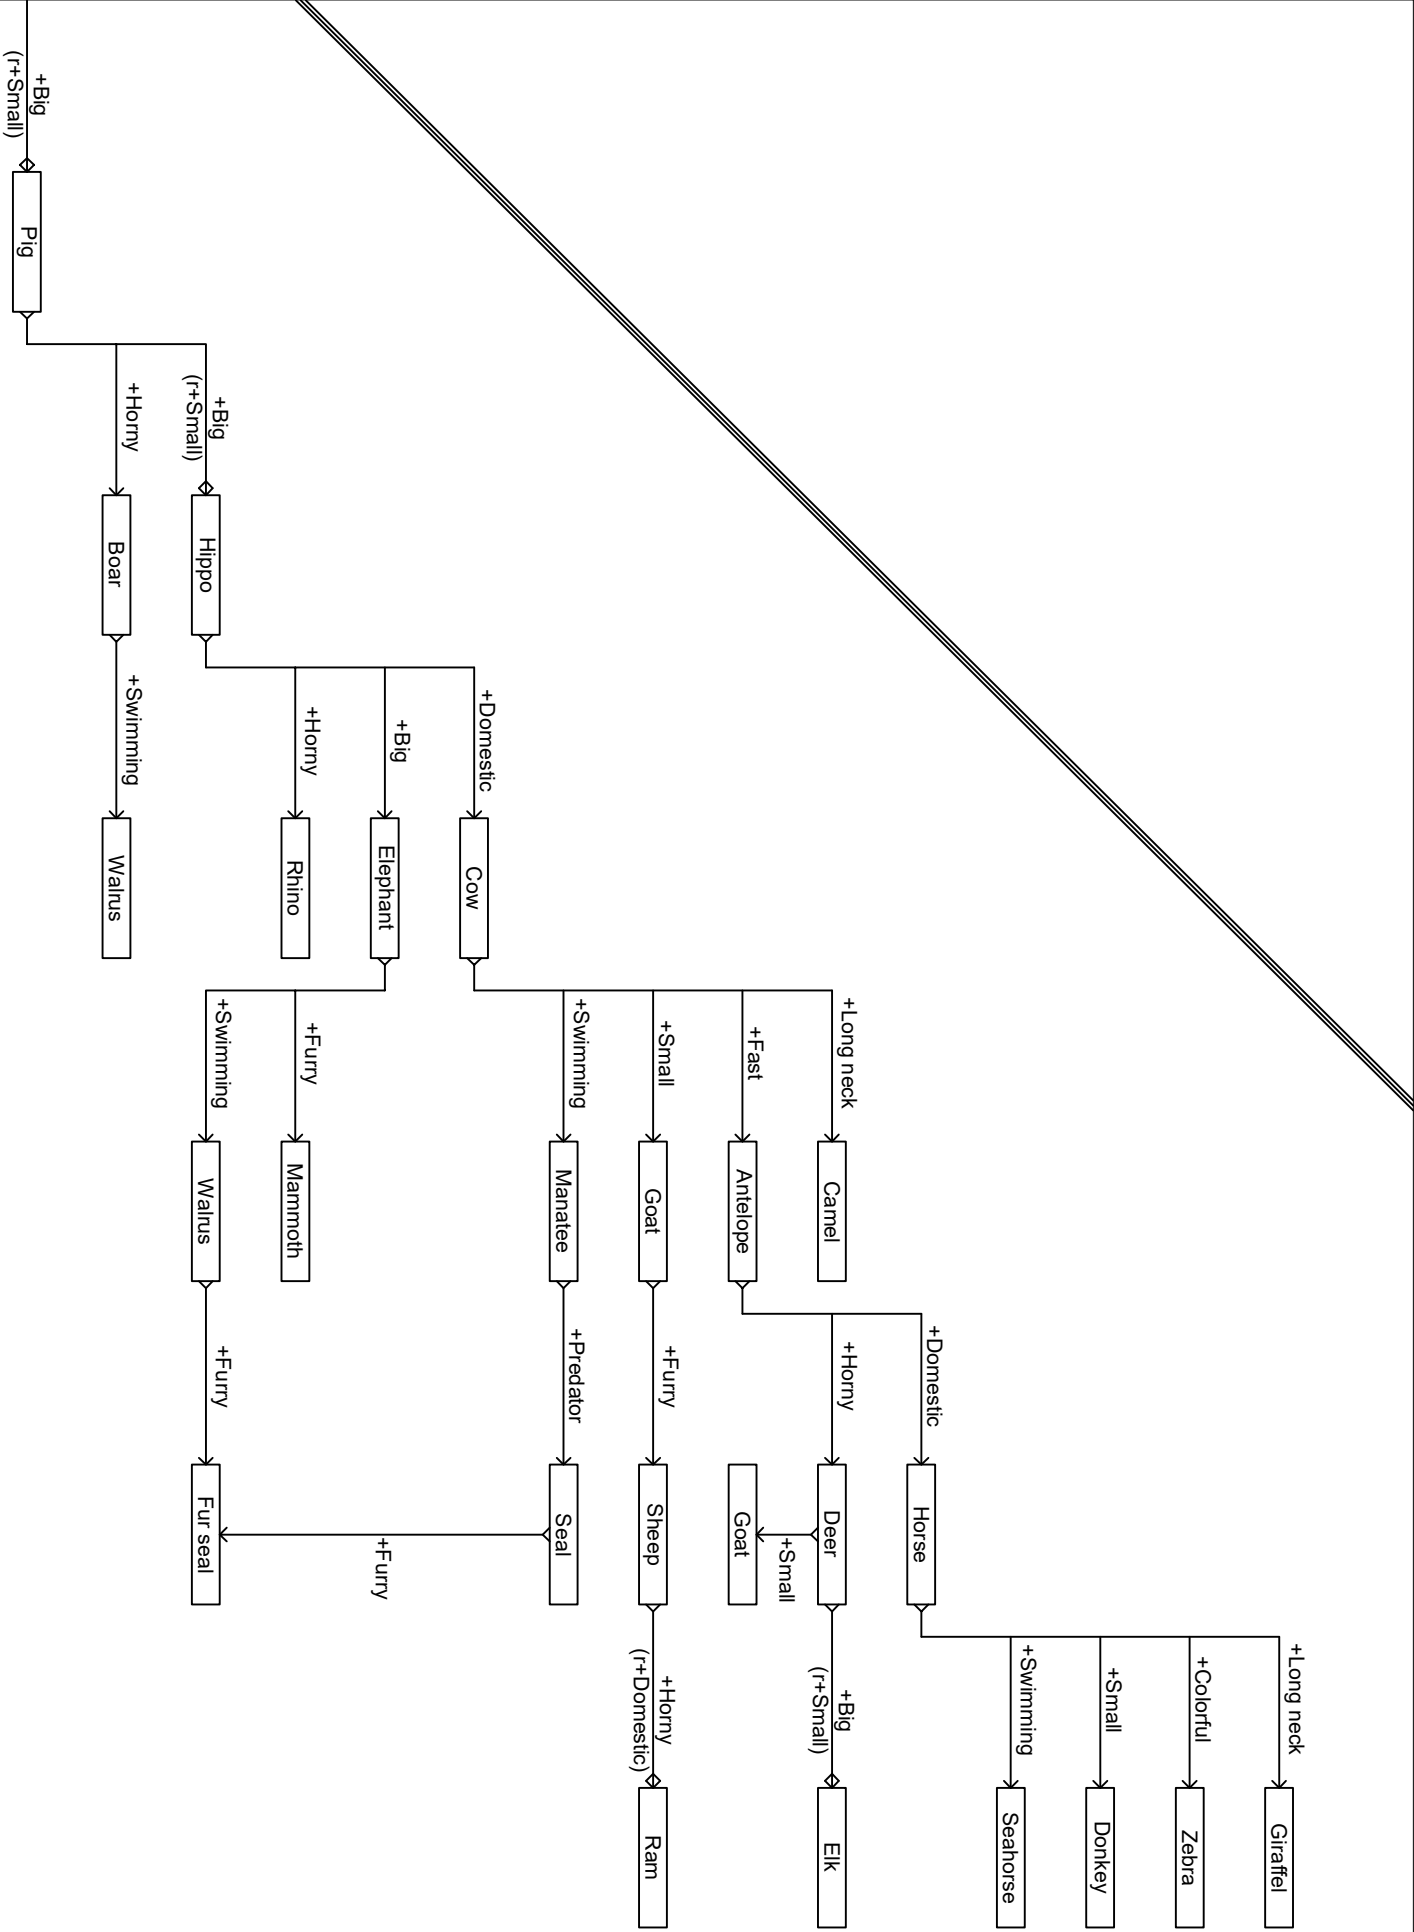 +Big
(r+Small)
Pig
+Big
(r+Small)
+Horny
Hippo
Boar
+Domestic
+Big
+Horny
+Swimming
Cow
Elephant
Rhino
Walrus
+Long neck
+Fast
+Small
+Swimming
+Furry
+Swimming
Camel
Antelope
Goat
Manatee
Mammoth
Walrus
+Domestic
+Horny
+Furry
+Predator
+Furry
Horse
Deer
+Small
Goat
Sheep
Seal
+Furry
Fur seal
+Long neck
+Colorful
+Small
+Swimming
+Big
(r+Small)
+Horny
(r+Domestic)
Giraffel
Zebra
Donkey
Seahorse
Elk
Ram